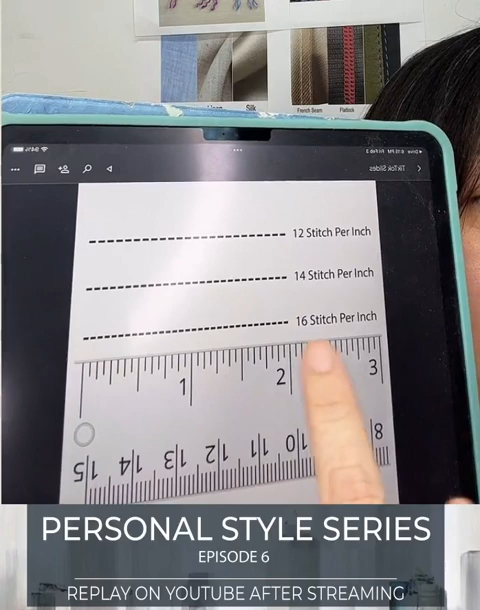 Silk
French Seam Flatlock
TikTok Slides
12 Stitch Per Inch
14 Stitch Per Inch
16 Stitch Per Inch
1 2 3
15 14 13 12 11 10 8
PERSONAL STYLE SERIES
EPISODE 6
REPLAY ON YOUTUBE AFTER STREAMING